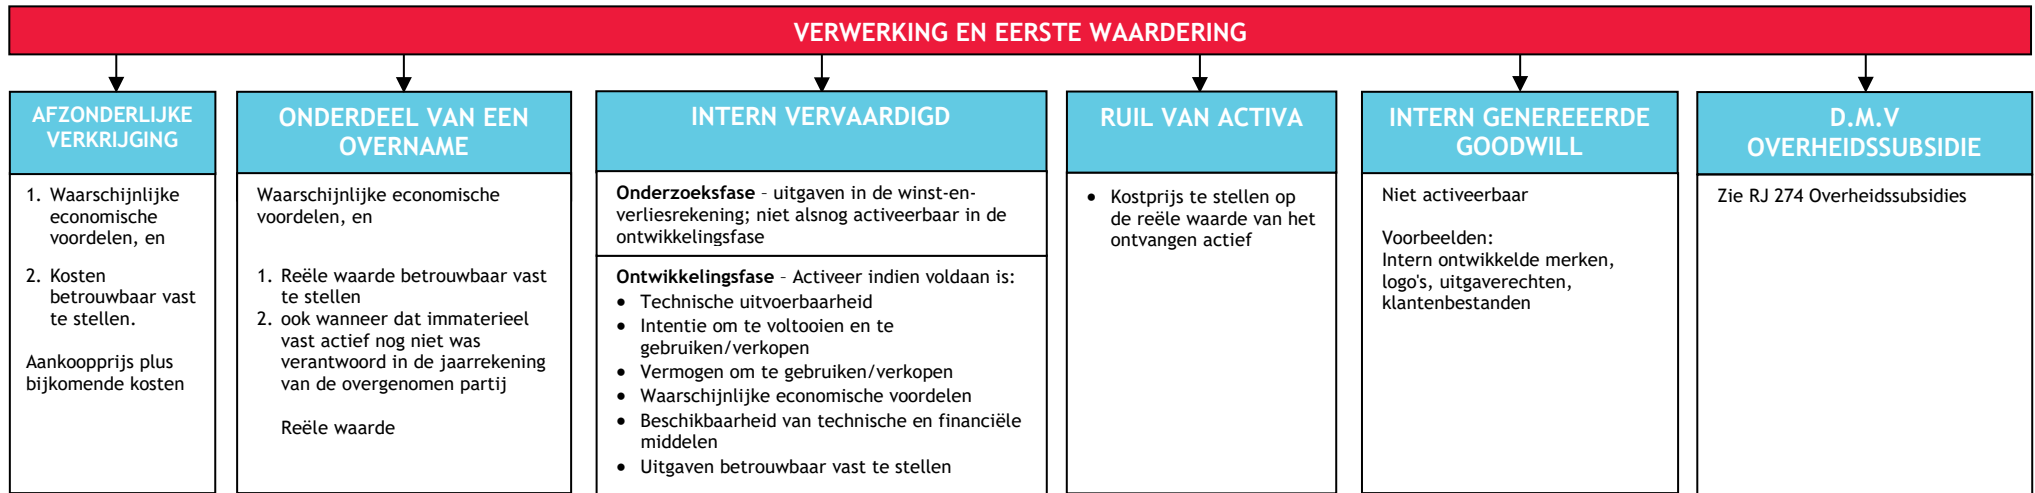 VERWERKING EN EERSTE WAARDERING
AFZONDERLIJKE
VERKRIJGING
1. Waarschijnlijke
economische
voordelen, en
2. Kosten
betrouwbaar vast
te stellen.
Aankoopprijs plus
bijkomende kosten
ONDERDEEL VAN EEN
OVERNAME
Waarschijnlijke economische
voordelen, en
1. Reële waarde betrouwbaar vast
te stellen
2. ook wanneer dat immaterieel
vast actief nog niet was
verantwoord in de jaarrekening
van de overgenomen partij
Reële waarde
INTERN VERVAARDIGD
Onderzoeksfase – uitgaven in de winst-en-
verliesrekening; niet alsnog activeerbaar in de
ontwikkelingsfase
Ontwikkelingsfase – Activeer indien voldaan is:
• Technische uitvoerbaarheid
• Intentie om te voltooien en te
gebruiken/verkopen
• Vermogen om te gebruiken/verkopen
• Waarschijnlijke economische voordelen
• Beschikbaarheid van technische en financiële
middelen
• Uitgaven betrouwbaar vast te stellen
RUIL VAN ACTIVA
• Kostprijs te stellen op
de reële waarde van het
ontvangen actief
INTERN GENEREEERDE
GOODWILL
Niet activeerbaar
Voorbeelden:
Intern ontwikkelde merken,
logo's, uitgaverechten,
klantenbestanden
D.M.V
OVERHEIDSSUBSIDIE
Zie RJ 274 Overheidssubsidies